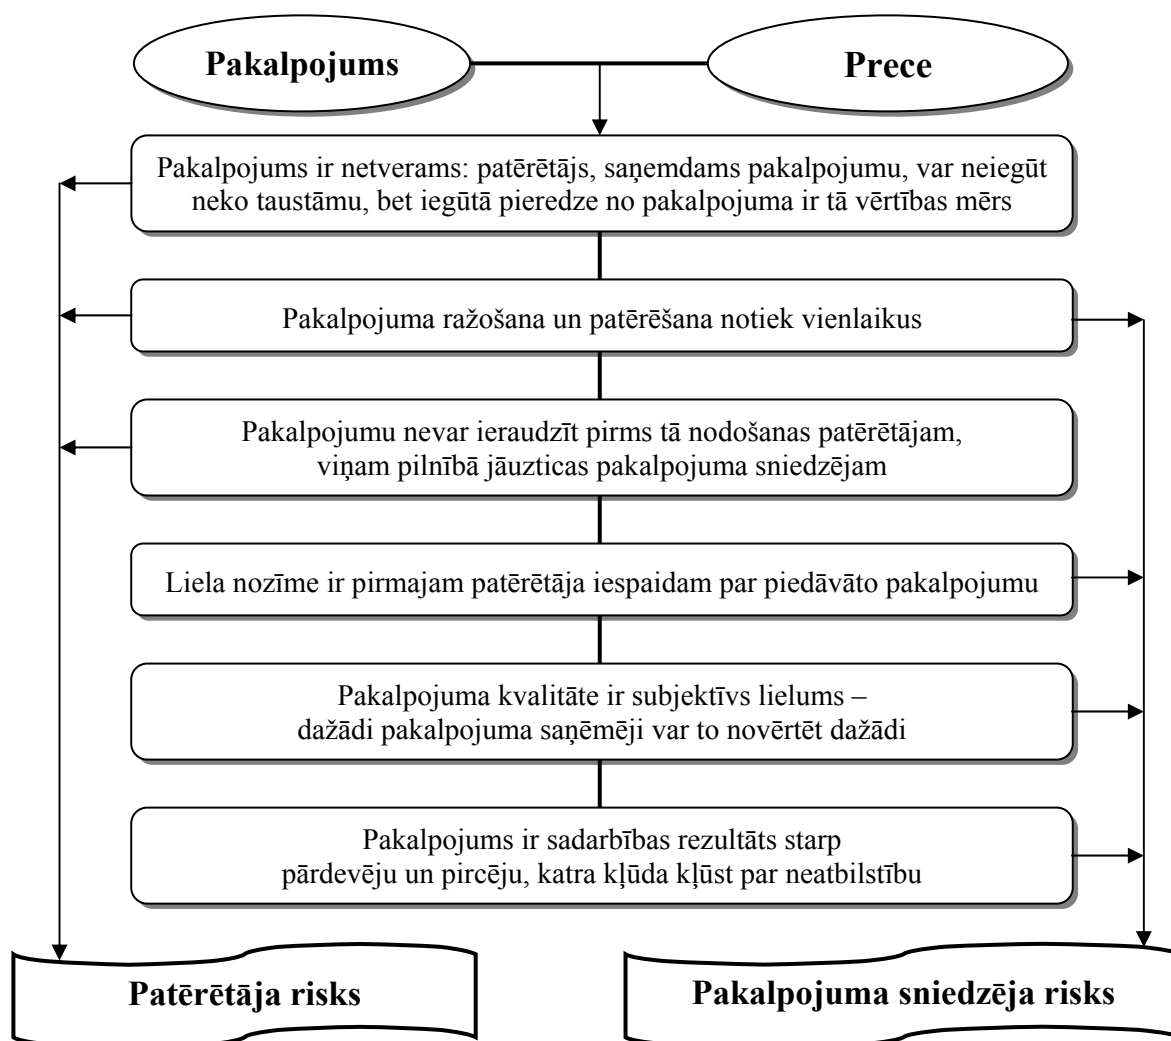 Pakalpojums
Prece
Pakalpojums ir netverams: patērētājs, saņemdams pakalpojumu, var neiegūt
neko taustāmu, bet iegūtā pieredze no pakalpojuma ir tā vērtības mērs
Pakalpojuma ražošana un patērēšana notiek vienlaikus
Pakalpojumu nevar ieraudzīt pirms tā nodošanas patērētājam,
viņam pilnībā jāuzticas pakalpojuma sniedzējam
Liela nozīme ir pirmajam patērētāja iespaidam par piedāvāto pakalpojumu
Pakalpojuma kvalitāte ir subjektīvs lielums –
dažādi pakalpojuma saņēmēji var to novērtēt dažādi
Pakalpojums ir sadarbības rezultāts starp
pārdevēju un pircēju, katra kļūda kļūst par neatbilstību
Patērētāja risks
Pakalpojuma sniedzēja risks